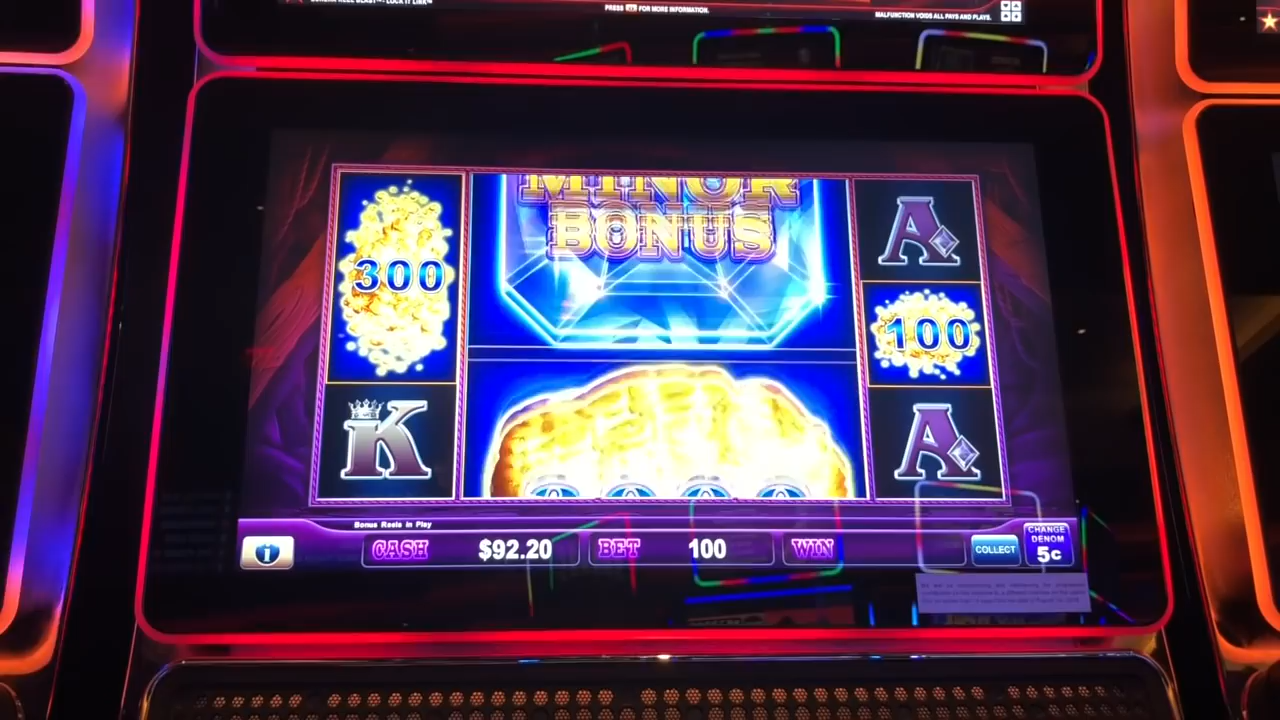 PRESS FOR MORE INFORMATION.
MALFUNCTION VOIDS ALL PAYS AND PLAYS.
MINOR
BONUS
300
100
A
K
A
Bonus Reels in Play
CASH $92.20 BET 100 WIN
COLLECT
CHANGE
DENOM
5c